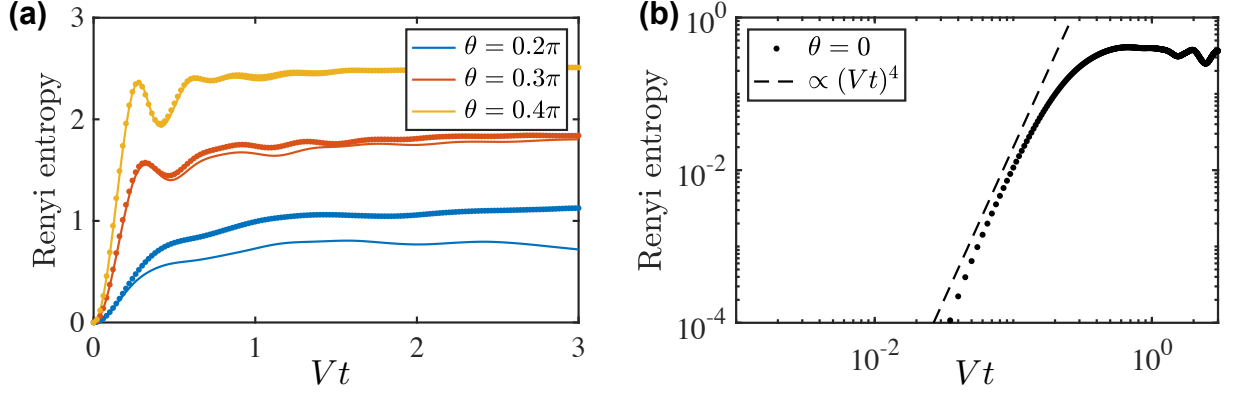 (a)
3
2
1
0
Renyi entropy
0
1
2
3
Vt
θ = 0.2π
θ = 0.3π
θ = 0.4π
(b)
10^0
10^-2
10^-4
Renyi entropy
10^-2
10^0
Vt
θ = 0
∝ (Vt)^4